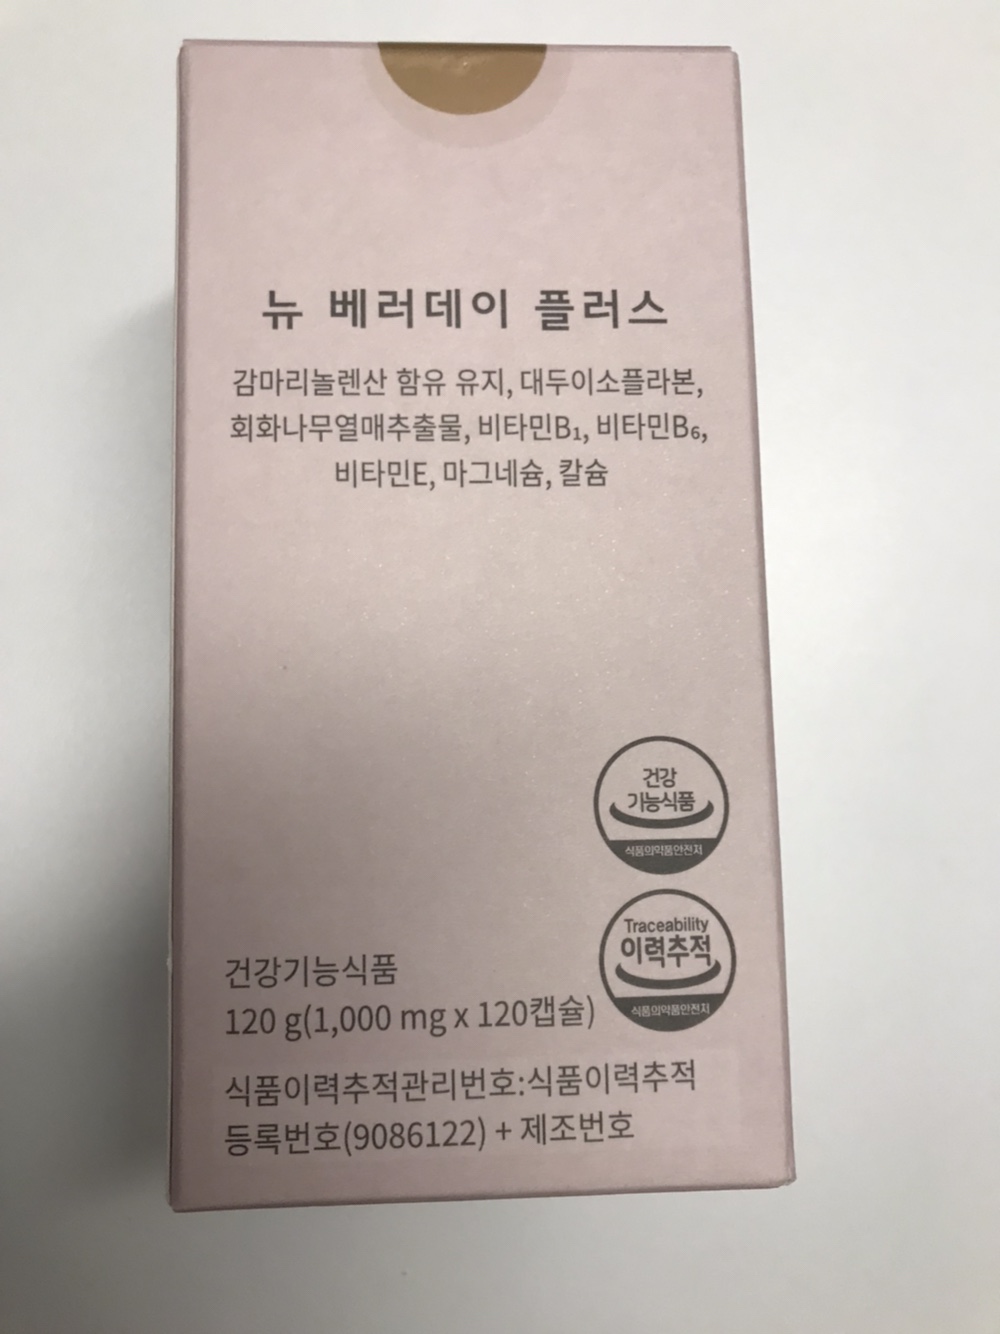 뉴 베러데이 플러스
감마리놀렌산 함유 유지, 대두이소플라본,
회화나무열매추출물, 비타민B₁, 비타민B₆,
비타민E, 마그네슘, 칼슘
건강
기능식품
식품의약품안전처
Traceability
이력추적
식품의약품안전처
건강기능식품
120 g(1,000 mg x 120캡슐)
식품이력추적관리번호:식품이력추적
등록번호(9086122) + 제조번호